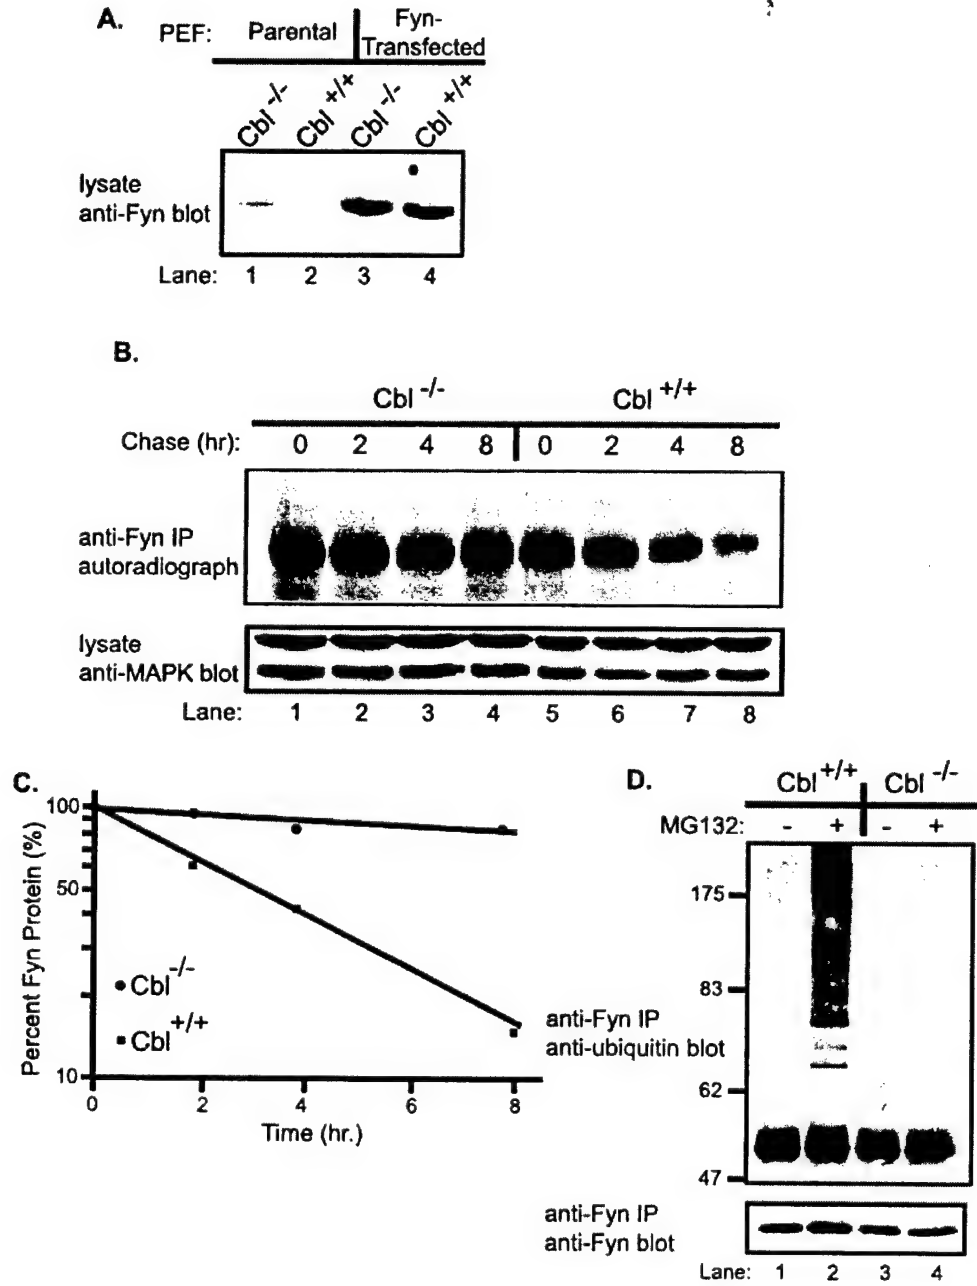 A.
PEF: Parental Fyn-
Transfected
Cbl -/- Cbl +/+ Cbl -/- Cbl +/+
lysate
anti-Fyn blot
Lane: 1 2 3 4
B.
Cbl -/- Cbl +/+
Chase (hr): 0 2 4 8 0 2 4 8
anti-Fyn IP
autoradiograph
lysate
anti-MAPK blot
Lane: 1 2 3 4 5 6 7 8
C.
Percent Fyn Protein (%)
100
50
10
Cbl -/-
Cbl +/+
0 2 4 6 8
Time (hr.)
D.
Cbl +/+ Cbl -/-
MG132: - + - +
175
83
anti-Fyn IP
anti-ubiquitin blot
62
47
anti-Fyn IP
anti-Fyn blot
Lane: 1 2 3 4